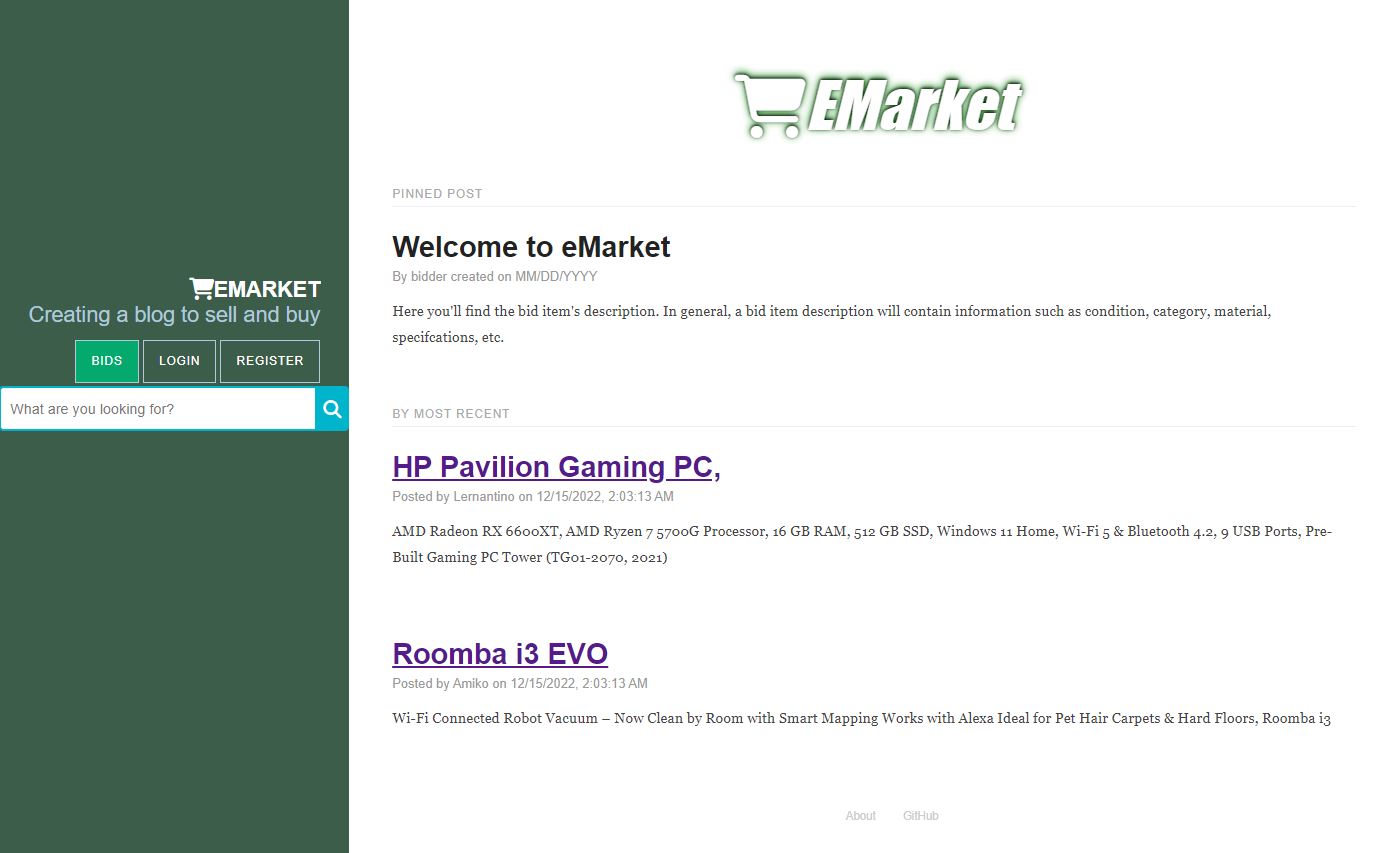 EMARKET
Creating a blog to sell and buy
BIDS
LOGIN
REGISTER
What are you looking for?
EMarket
PINNED POST
Welcome to eMarket
By bidder created on MM/DD/YYYY
Here you'll find the bid item's description. In general, a bid item description will contain information such as condition, category, material,
specifcations, etc.
BY MOST RECENT
HP Pavilion Gaming PC,
Posted by Lernantino on 12/15/2022, 2:03:13 AM
AMD Radeon RX 6600XT, AMD Ryzen 7 5700G Processor, 16 GB RAM, 512 GB SSD, Windows 11 Home, Wi-Fi 5 & Bluetooth 4.2, 9 USB Ports, Pre-
Built Gaming PC Tower (TG01-2070, 2021)
Roomba i3 EVO
Posted by Amiko on 12/15/2022, 2:03:13 AM
Wi-Fi Connected Robot Vacuum – Now Clean by Room with Smart Mapping Works with Alexa Ideal for Pet Hair Carpets & Hard Floors, Roomba i3
About
GitHub